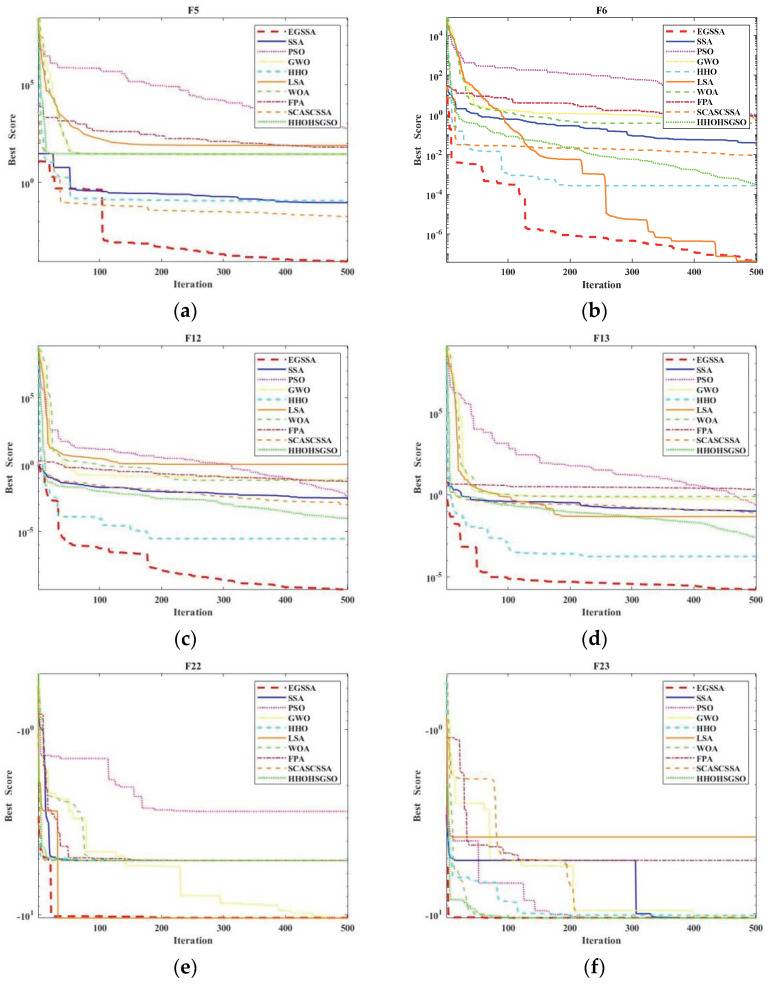 F5
Best Score
10^5
10^0
100
200
300
400
500
Iteration
EGSSA
SSA
PSO
GWO
HHO
LSA
WOA
FPA
SCASCSSA
HHOHSGSO
(a)
F6
Best Score
10^4
10^2
10^0
10^-2
10^-4
10^-6
100
200
300
400
500
Iteration
EGSSA
SSA
PSO
GWO
HHO
LSA
WOA
FPA
SCASCSSA
HHOHSGSO
(b)
F12
Best Score
10^5
10^0
10^-5
100
200
300
400
500
Iteration
EGSSA
SSA
PSO
GWO
HHO
LSA
WOA
FPA
SCASCSSA
HHOHSGSO
(c)
F13
Best Score
10^5
10^0
10^-5
100
200
300
400
500
Iteration
EGSSA
SSA
PSO
GWO
HHO
LSA
WOA
FPA
SCASCSSA
HHOHSGSO
(d)
F22
Best Score
-10^0
-10^1
100
200
300
400
500
Iteration
EGSSA
SSA
PSO
GWO
HHO
LSA
WOA
FPA
SCASCSSA
HHOHSGSO
(e)
F23
Best Score
-10^0
-10^1
100
200
300
400
500
Iteration
EGSSA
SSA
PSO
GWO
HHO
LSA
WOA
FPA
SCASCSSA
HHOHSGSO
(f)